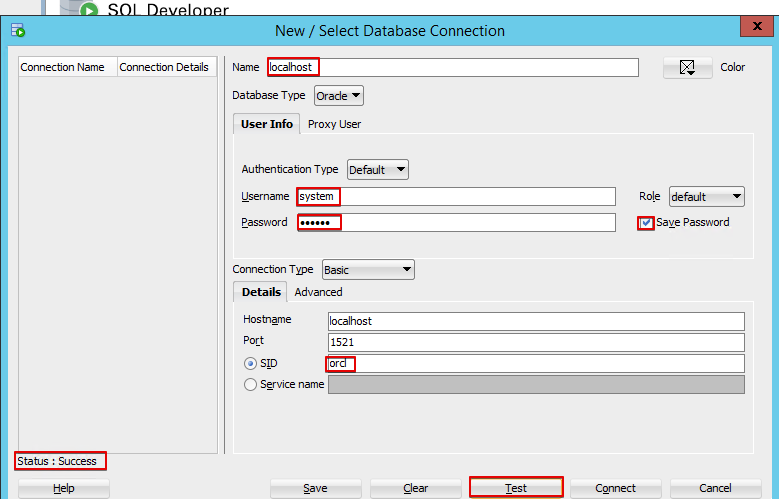 SQL Developer
New / Select Database Connection
x
Connection Name Connection Details
Name localhost Color
Database Type Oracle
User Info Proxy User
Authentication Type Default
Username system Role default
Password •••••• Save Password
Connection Type Basic
Details Advanced
Hostname localhost
Port 1521
SID orcl
Service name
Status : Success
Help Save Clear Test Connect Cancel